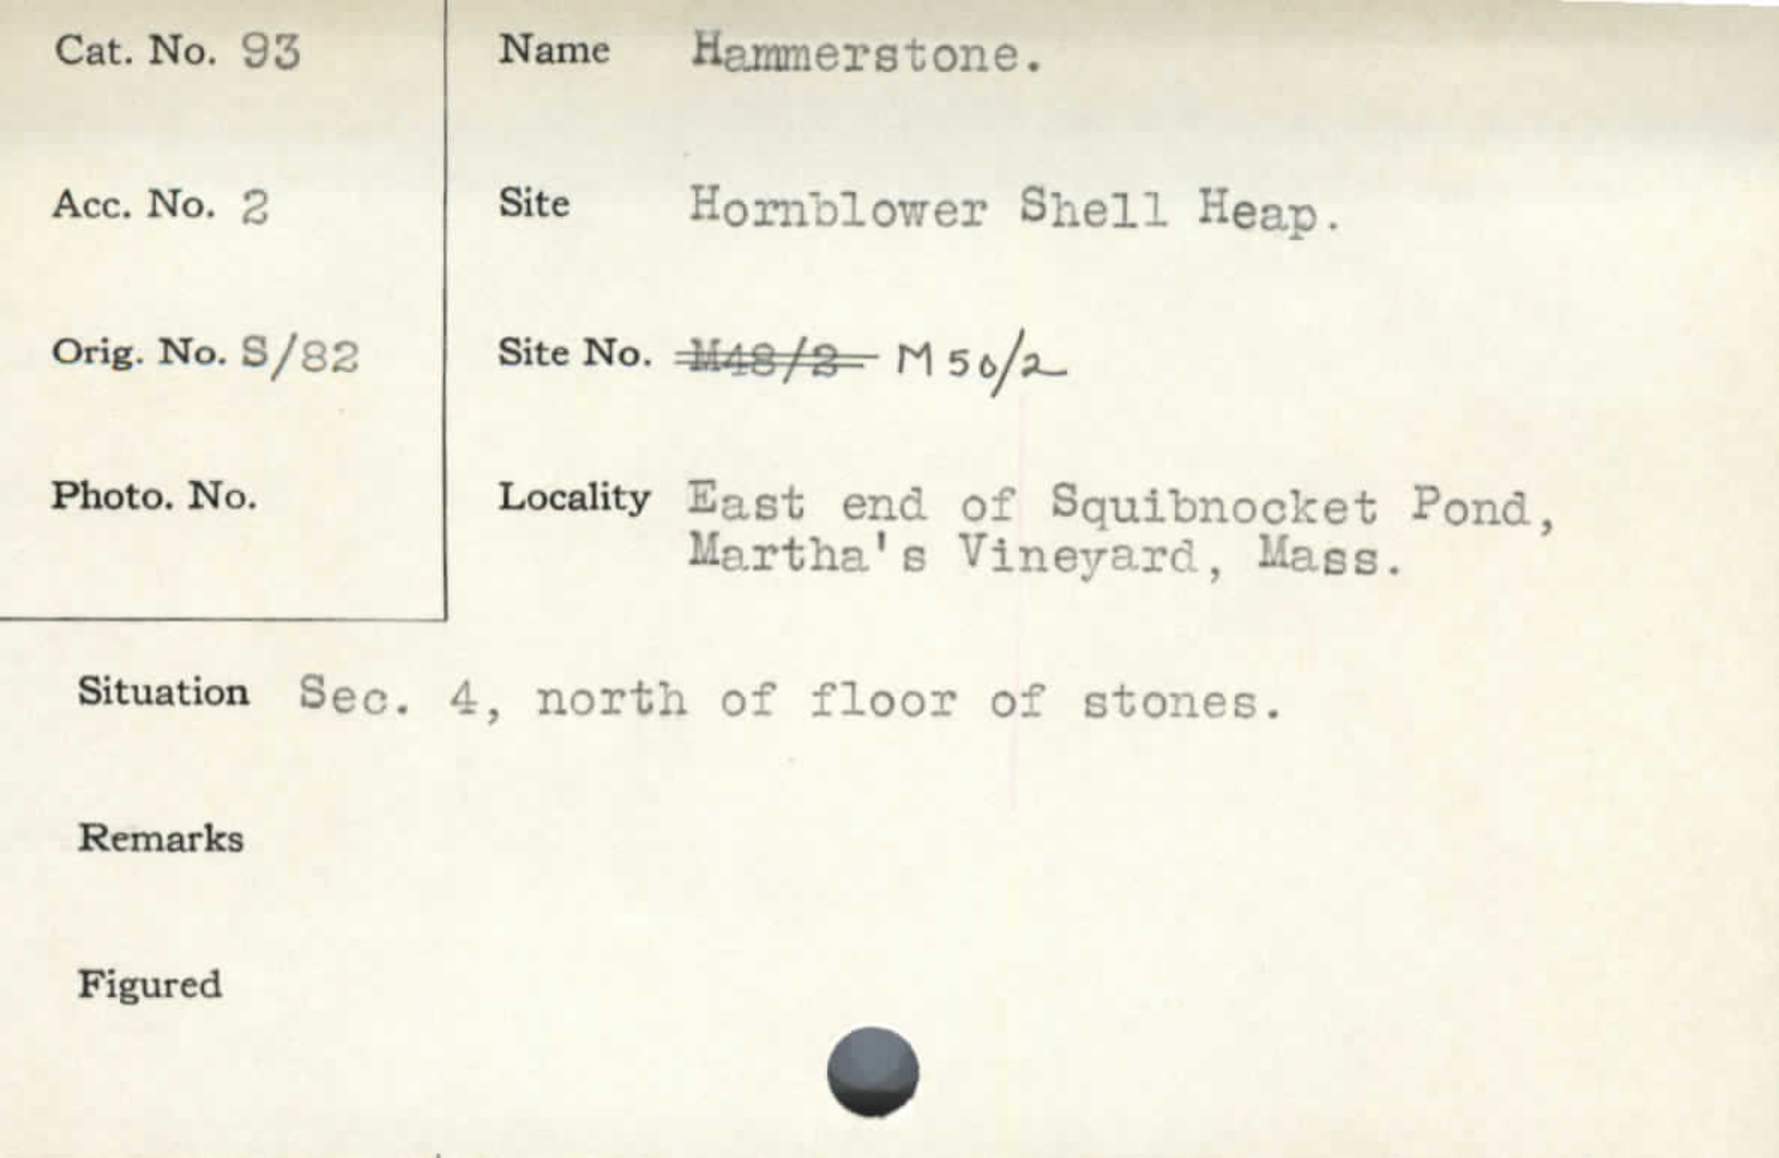 Cat. No. 93
Name Hammerstone.
Acc. No. 2
Site Hornblower Shell Heap.
Orig. No. S/82
Site No. M48/2 M50/2
Photo. No.
Locality East end of Squibnocket Pond,
Martha's Vineyard, Mass.
Situation Sec. 4, north of floor of stones.
Remarks
Figured